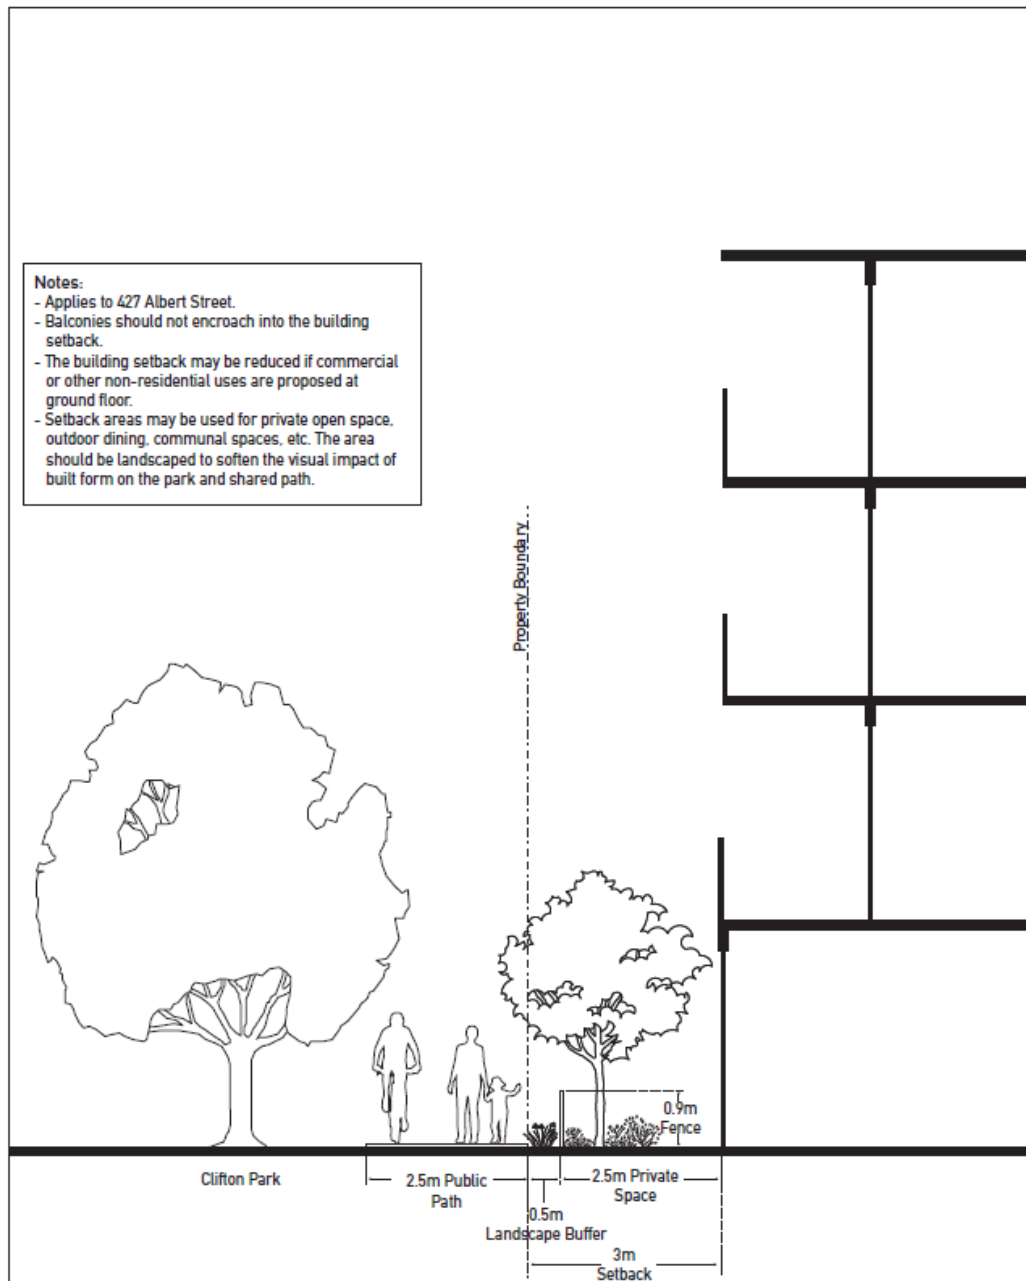 Notes:
- Applies to 427 Albert Street.
- Balconies should not encroach into the building
setback.
- The building setback may be reduced if commercial
or other non-residential uses are proposed at
ground floor.
- Setback areas may be used for private open space,
outdoor dining, communal spaces, etc. The area
should be landscaped to soften the visual impact of
built form on the park and shared path.
Property Boundary
0.9m
Fence
Clifton Park
2.5m Public
Path
2.5m Private
Space
0.5m
Landscape Buffer
3m
Setback